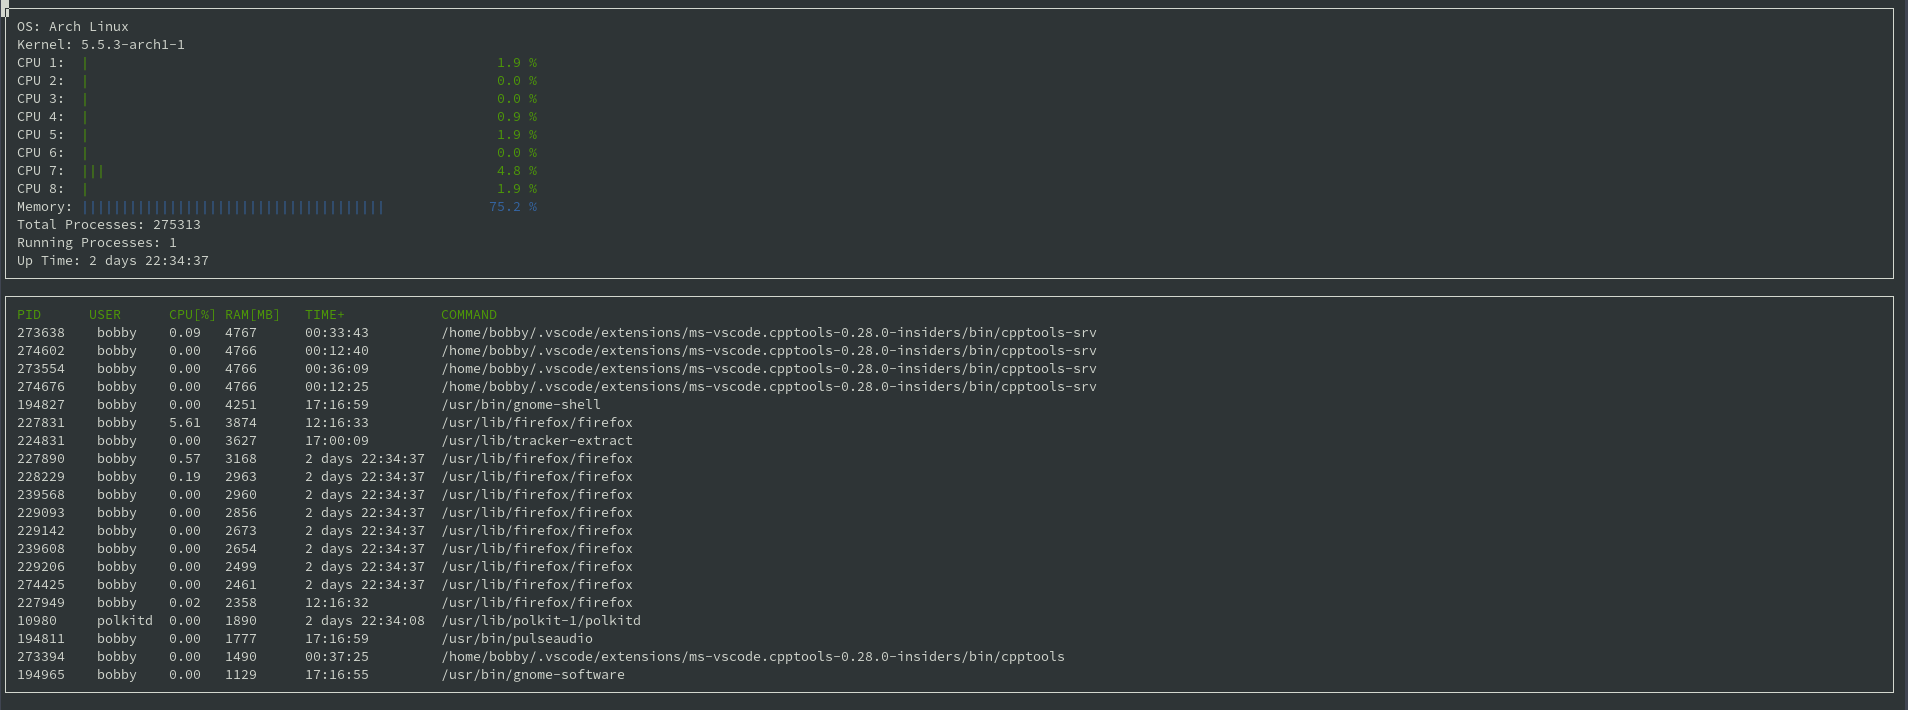 OS: Arch Linux
Kernel: 5.5.3-arch1-1
CPU 1: | 1.9 %
CPU 2: | 0.0 %
CPU 3: | 0.0 %
CPU 4: | 0.9 %
CPU 5: | 1.9 %
CPU 6: | 0.0 %
CPU 7: ||| 4.8 %
CPU 8: | 1.9 %
Memory: |||||||||||||||||||||||||||||||||||||| 75.2 %
Total Processes: 275313
Running Processes: 1
Up Time: 2 days 22:34:37
PID USER CPU[%] RAM[MB] TIME+ COMMAND
273638 bobby 0.09 4767 00:33:43 /home/bobby/.vscode/extensions/ms-vscode.cpptools-0.28.0-insiders/bin/cpptools-srv
274602 bobby 0.00 4766 00:12:40 /home/bobby/.vscode/extensions/ms-vscode.cpptools-0.28.0-insiders/bin/cpptools-srv
273554 bobby 0.00 4766 00:36:09 /home/bobby/.vscode/extensions/ms-vscode.cpptools-0.28.0-insiders/bin/cpptools-srv
274676 bobby 0.00 4766 00:12:25 /home/bobby/.vscode/extensions/ms-vscode.cpptools-0.28.0-insiders/bin/cpptools-srv
194827 bobby 0.00 4251 17:16:59 /usr/bin/gnome-shell
227831 bobby 5.61 3874 12:16:33 /usr/lib/firefox/firefox
224831 bobby 0.00 3627 17:00:09 /usr/lib/tracker-extract
227890 bobby 0.57 3168 2 days 22:34:37 /usr/lib/firefox/firefox
228229 bobby 0.19 2963 2 days 22:34:37 /usr/lib/firefox/firefox
239568 bobby 0.00 2960 2 days 22:34:37 /usr/lib/firefox/firefox
229093 bobby 0.00 2856 2 days 22:34:37 /usr/lib/firefox/firefox
229142 bobby 0.00 2673 2 days 22:34:37 /usr/lib/firefox/firefox
239608 bobby 0.00 2654 2 days 22:34:37 /usr/lib/firefox/firefox
229206 bobby 0.00 2499 2 days 22:34:37 /usr/lib/firefox/firefox
274425 bobby 0.00 2461 2 days 22:34:37 /usr/lib/firefox/firefox
227949 bobby 0.02 2358 12:16:32 /usr/lib/firefox/firefox
10980 polkitd 0.00 1890 2 days 22:34:08 /usr/lib/polkit-1/polkitd
194811 bobby 0.00 1777 17:16:59 /usr/bin/pulseaudio
273394 bobby 0.00 1490 00:37:25 /home/bobby/.vscode/extensions/ms-vscode.cpptools-0.28.0-insiders/bin/cpptools
194965 bobby 0.00 1129 17:16:55 /usr/bin/gnome-software